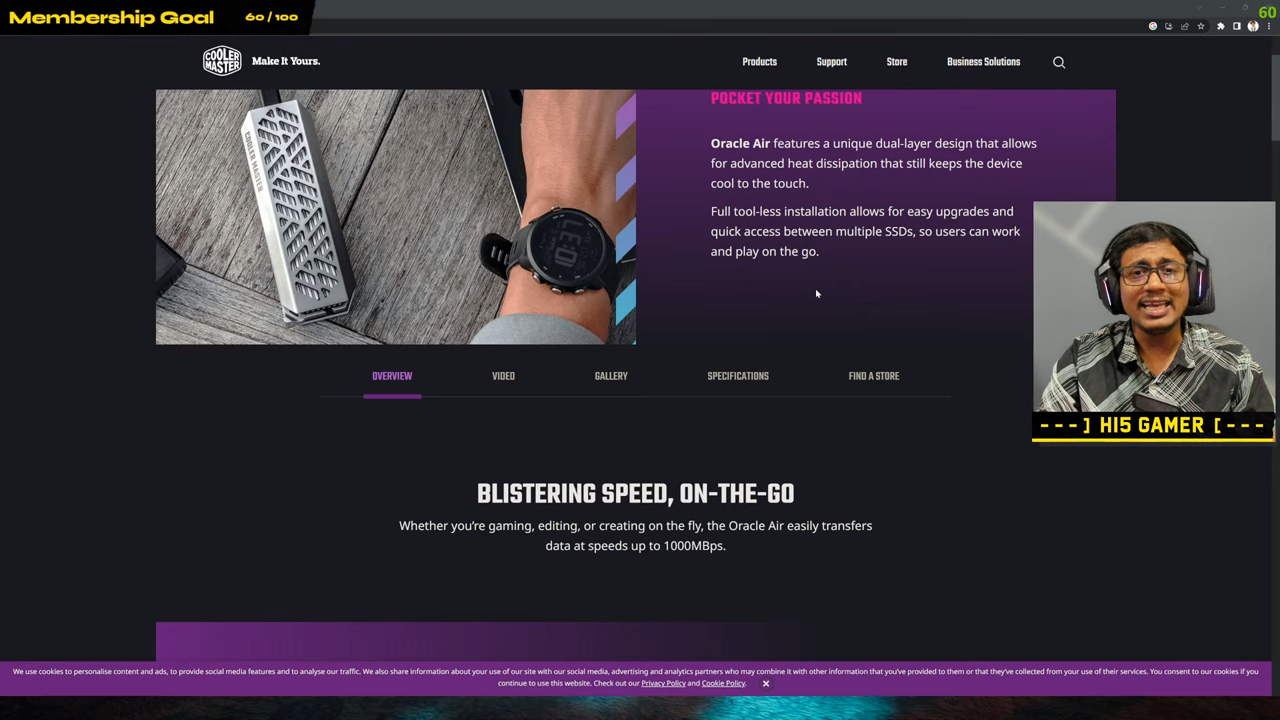 Membership Goal 60 / 100
60
COOLER MASTER Make It Yours. Products Support Store Business Solutions
COOLER MASTER
POCKET YOUR PASSION
Oracle Air features a unique dual-layer design that allows
for advanced heat dissipation that still keeps the device
cool to the touch.
Full tool-less installation allows for easy upgrades and
quick access between multiple SSDs, so users can work
and play on the go.
OVERVIEW VIDEO GALLERY SPECIFICATIONS FIND A STORE
- - - ] HI5 GAMER [ - - -
BLISTERING SPEED, ON-THE-GO
Whether you’re gaming, editing, or creating on the fly, the Oracle Air easily transfers
data at speeds up to 1000MBps.
We use cookies to personalise content and ads, to provide social media features and to analyse our traffic. We also share information about your use of our site with our social media, advertising and analytics partners who may combine it with other information that you’ve provided to them or that they’ve collected from your use of their services. You consent to our cookies if you
continue to use this website. Check out our Privacy Policy and Cookie Policy.